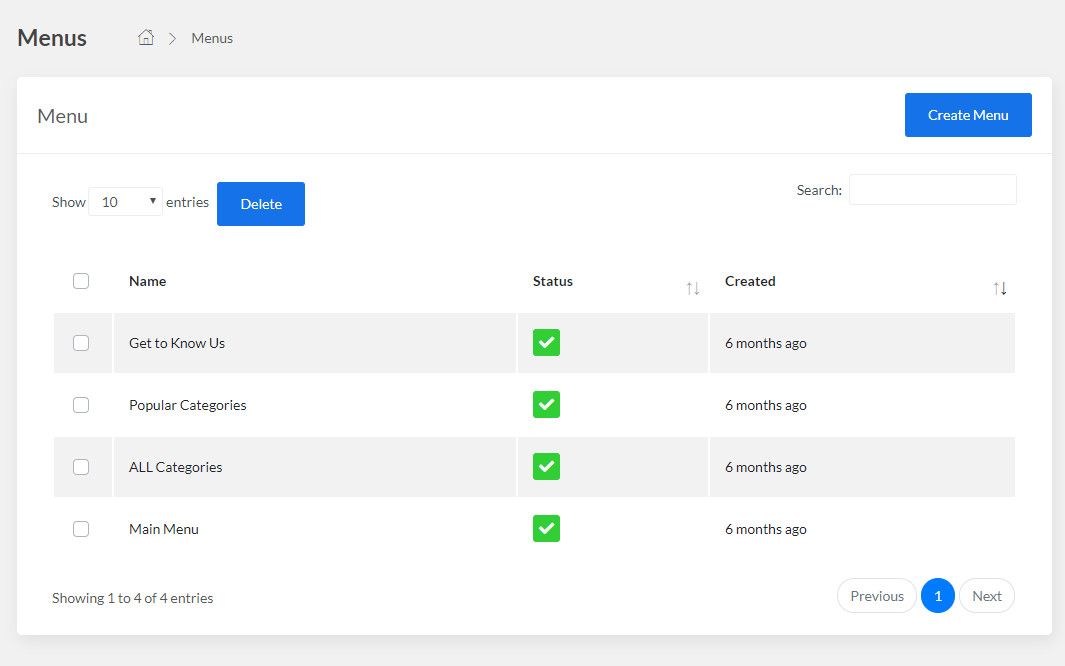 Menus
Menus
Menu
Create Menu
Show 10 entries
Delete
Search:
Name Status Created
Get to Know Us 6 months ago
Popular Categories 6 months ago
ALL Categories 6 months ago
Main Menu 6 months ago
Showing 1 to 4 of 4 entries
Previous 1 Next